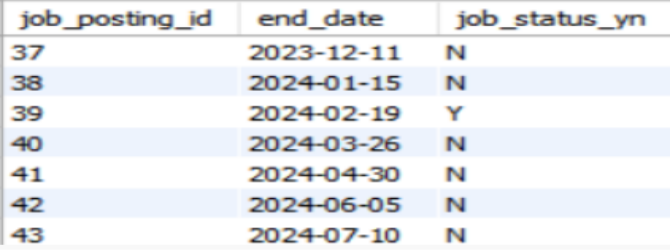 job_posting_id end_date job_status_yn
37 2023-12-11 N
38 2024-01-15 N
39 2024-02-19 Y
40 2024-03-26 N
41 2024-04-30 N
42 2024-06-05 N
43 2024-07-10 N